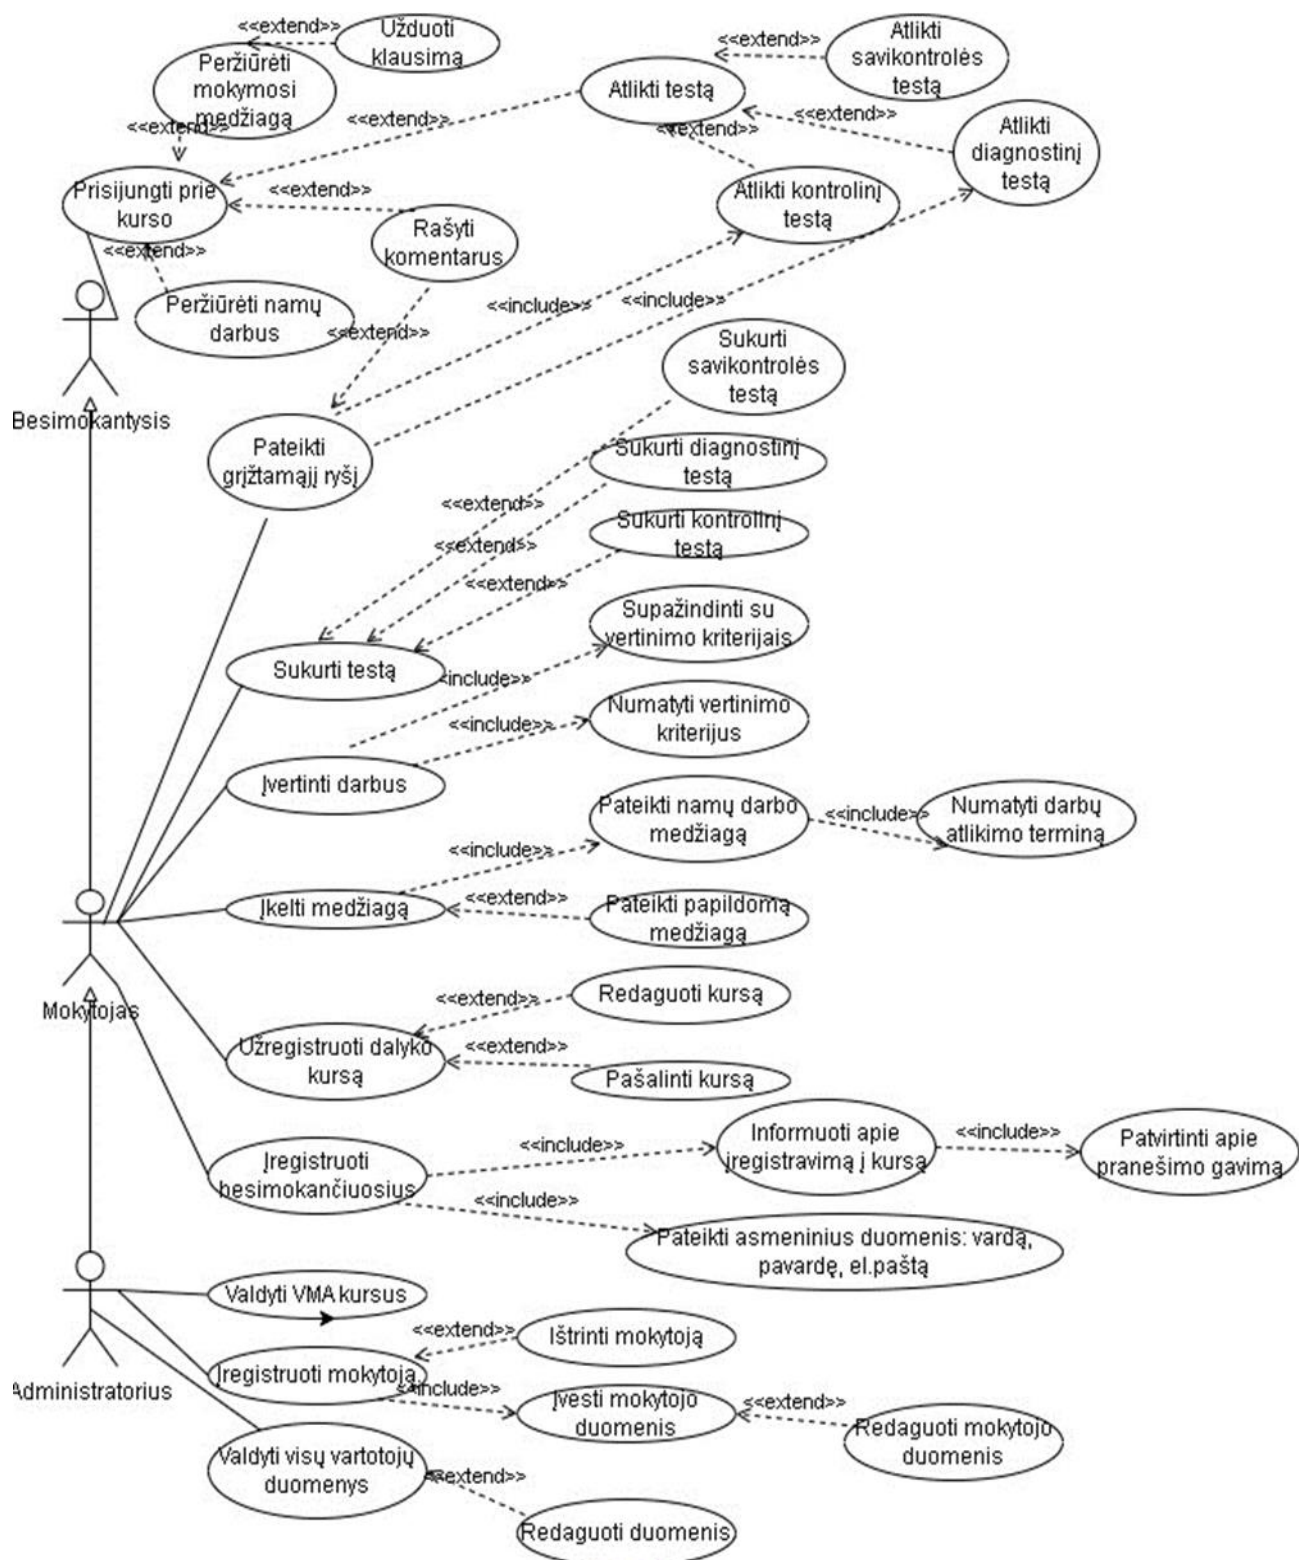 <<extend>>
Užduoti
klausimą
Peržiūrėti
mokymosi
medžiagą
<<extend>>
Atlikti
savikontrolės
testą
Atlikti testą
<<extend>>
<<extend>>
<<extend>>
<<extend>>
Atlikti
diagnostinį
testą
Prisijungti prie
kurso
<<extend>>
Atlikti kontrolinį
testą
Rašyti
komentarus
<<extend>>
Peržiūrėti namų
darbus
<<include>>
<<include>>
<<extend>>
Sukurti
savikontrolės
testą
Besimokantysis
Pateikti
grįžtamąjį ryšį
Sukurti diagnostinį
testą
<<extend>>
Sukurti kontrolinį
testą
<<extend>>
<<extend>>
Supažindinti su
vertinimo kriterijais
Sukurti testą
<<include>>
Numatyti vertinimo
kriterijus
<<include>>
Įvertinti darbus
Pateikti namų darbo
medžiagą
<<include>>
Numatyti darbų
atlikimo terminą
<<include>>
Įkelti medžiagą
<<extend>>
Pateikti papildomą
medžiagą
Mokytojas
<<extend>>
Redaguoti kursą
Užregistruoti dalyko
kursą
<<extend>>
Pašalinti kursą
Įregistruoti
besimokančiuosius
<<include>>
Informuoti apie
įregistravimą į kursą
<<include>>
Patvirtinti apie
pranešimo gavimą
<<include>>
Pateikti asmeninius duomenis: vardą,
pavardę, el.paštą
Valdyti VMA kursus
<<extend>>
Ištrinti mokytoją
Administratorius
Įregistruoti mokytoją
<<include>>
Įvesti mokytojo
duomenis
<<extend>>
Redaguoti mokytojo
duomenis
Valdyti visų vartotojų
duomenys
<<extend>>
Redaguoti duomenis